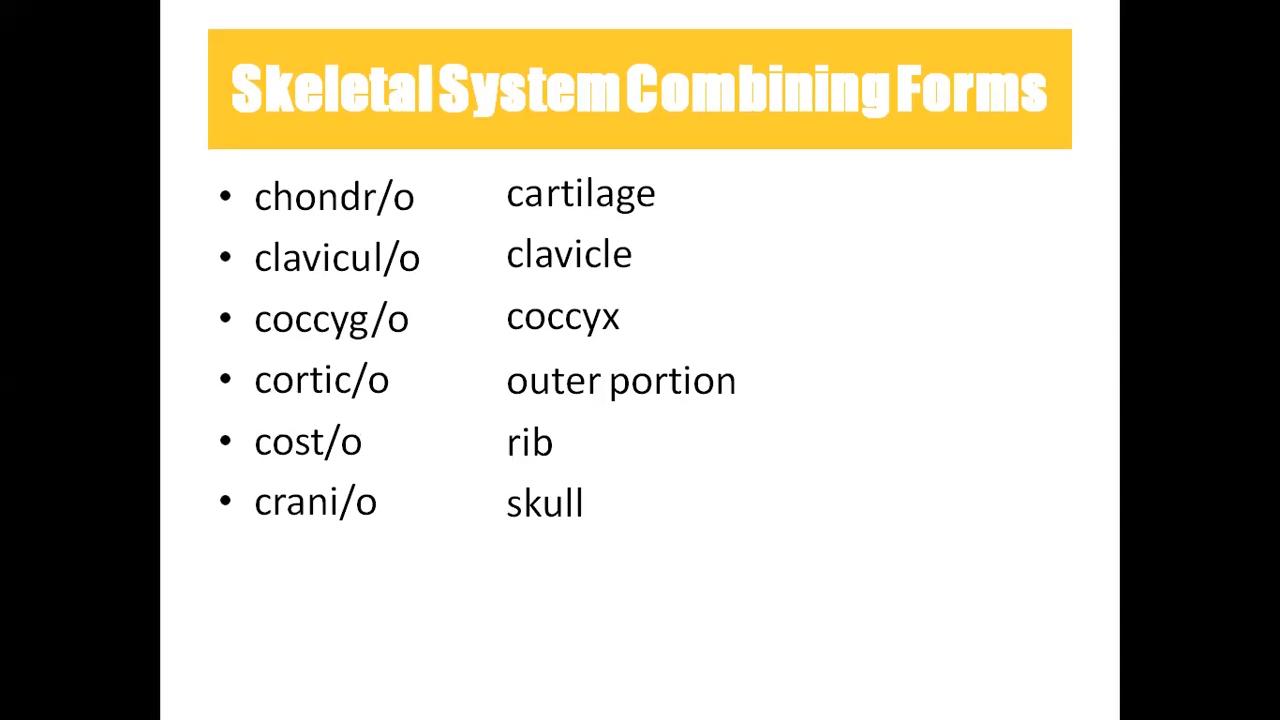 Skeletal System Combining Forms
• chondr/o cartilage
• clavicul/o clavicle
• coccyg/o coccyx
• cortic/o outer portion
• cost/o rib
• crani/o skull